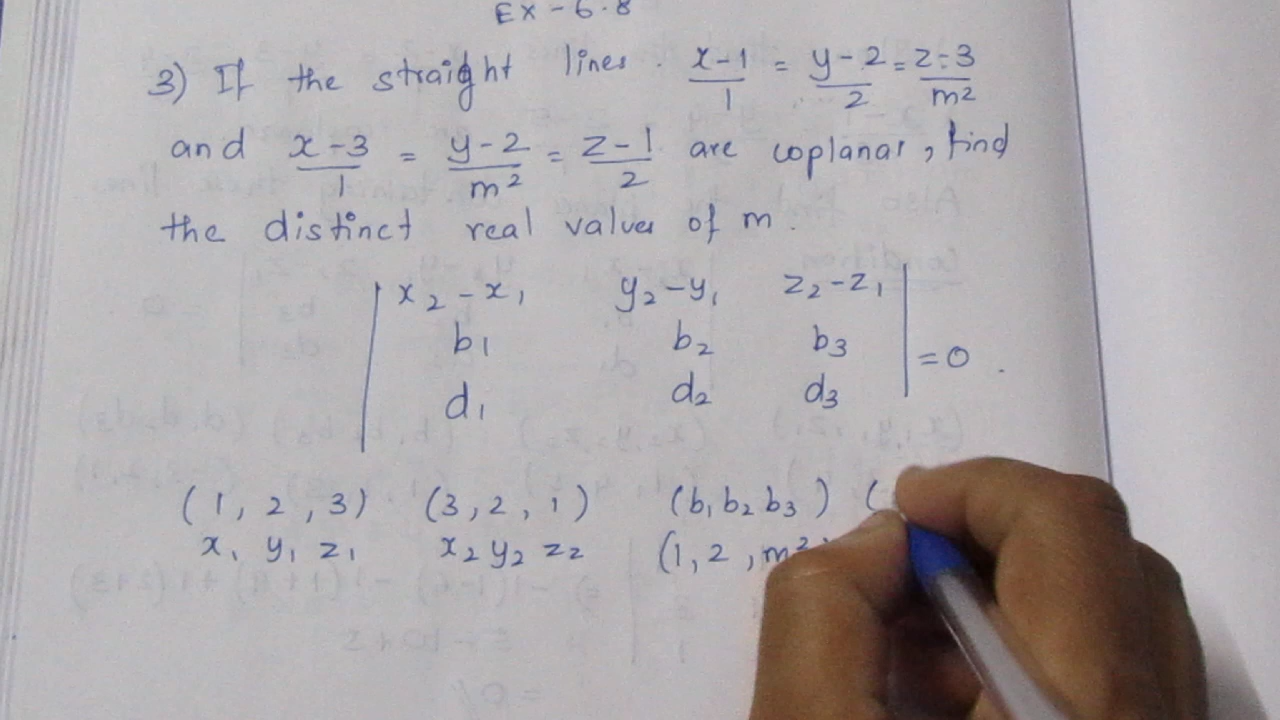 EX-6.8
3) If the straight lines. x-1/1 = y-2/2 = z-3/m²
and x-3/1 = y-2/m² = z-1/2 are coplanar, find
the distinct real values of m.
| x₂-x₁ y₂-y₁ z₂-z₁ |
| b₁ b₂ b₃ | =0.
| d₁ d₂ d₃ |
(1, 2, 3) (3, 2, 1) (b₁ b₂ b₃) (
x₁ y₁ z₁ x₂ y₂ z₂ (1, 2, m²)